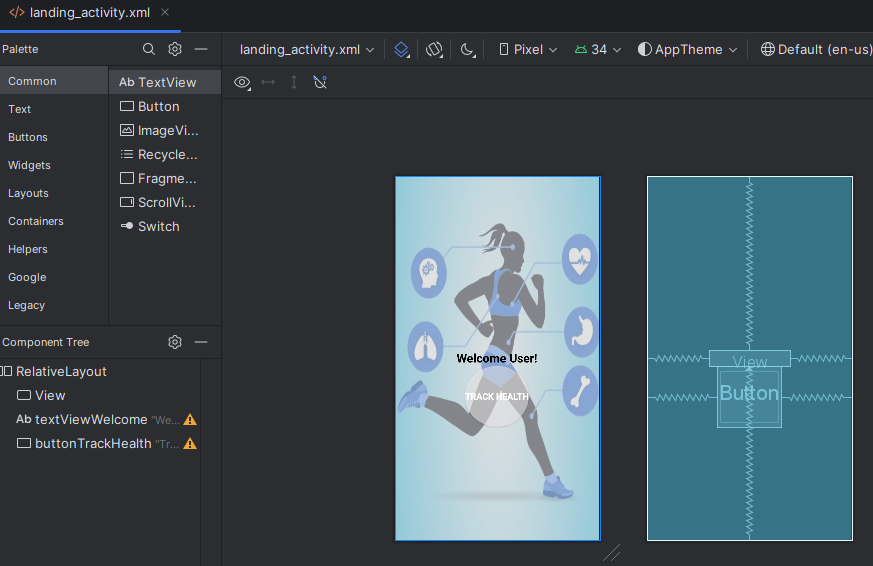 </> landing_activity.xml ×
Palette
landing_activity.xml
Pixel
34
AppTheme
Default (en-us)
Common
Text
Buttons
Widgets
Layouts
Containers
Helpers
Google
Legacy
Ab TextView
Button
ImageVi...
Recycle...
Fragme...
ScrollVi...
Switch
Component Tree
RelativeLayout
View
Ab textViewWelcome "We...
buttonTrackHealth "Tr...
Welcome User!
TRACK HEALTH
View
Button